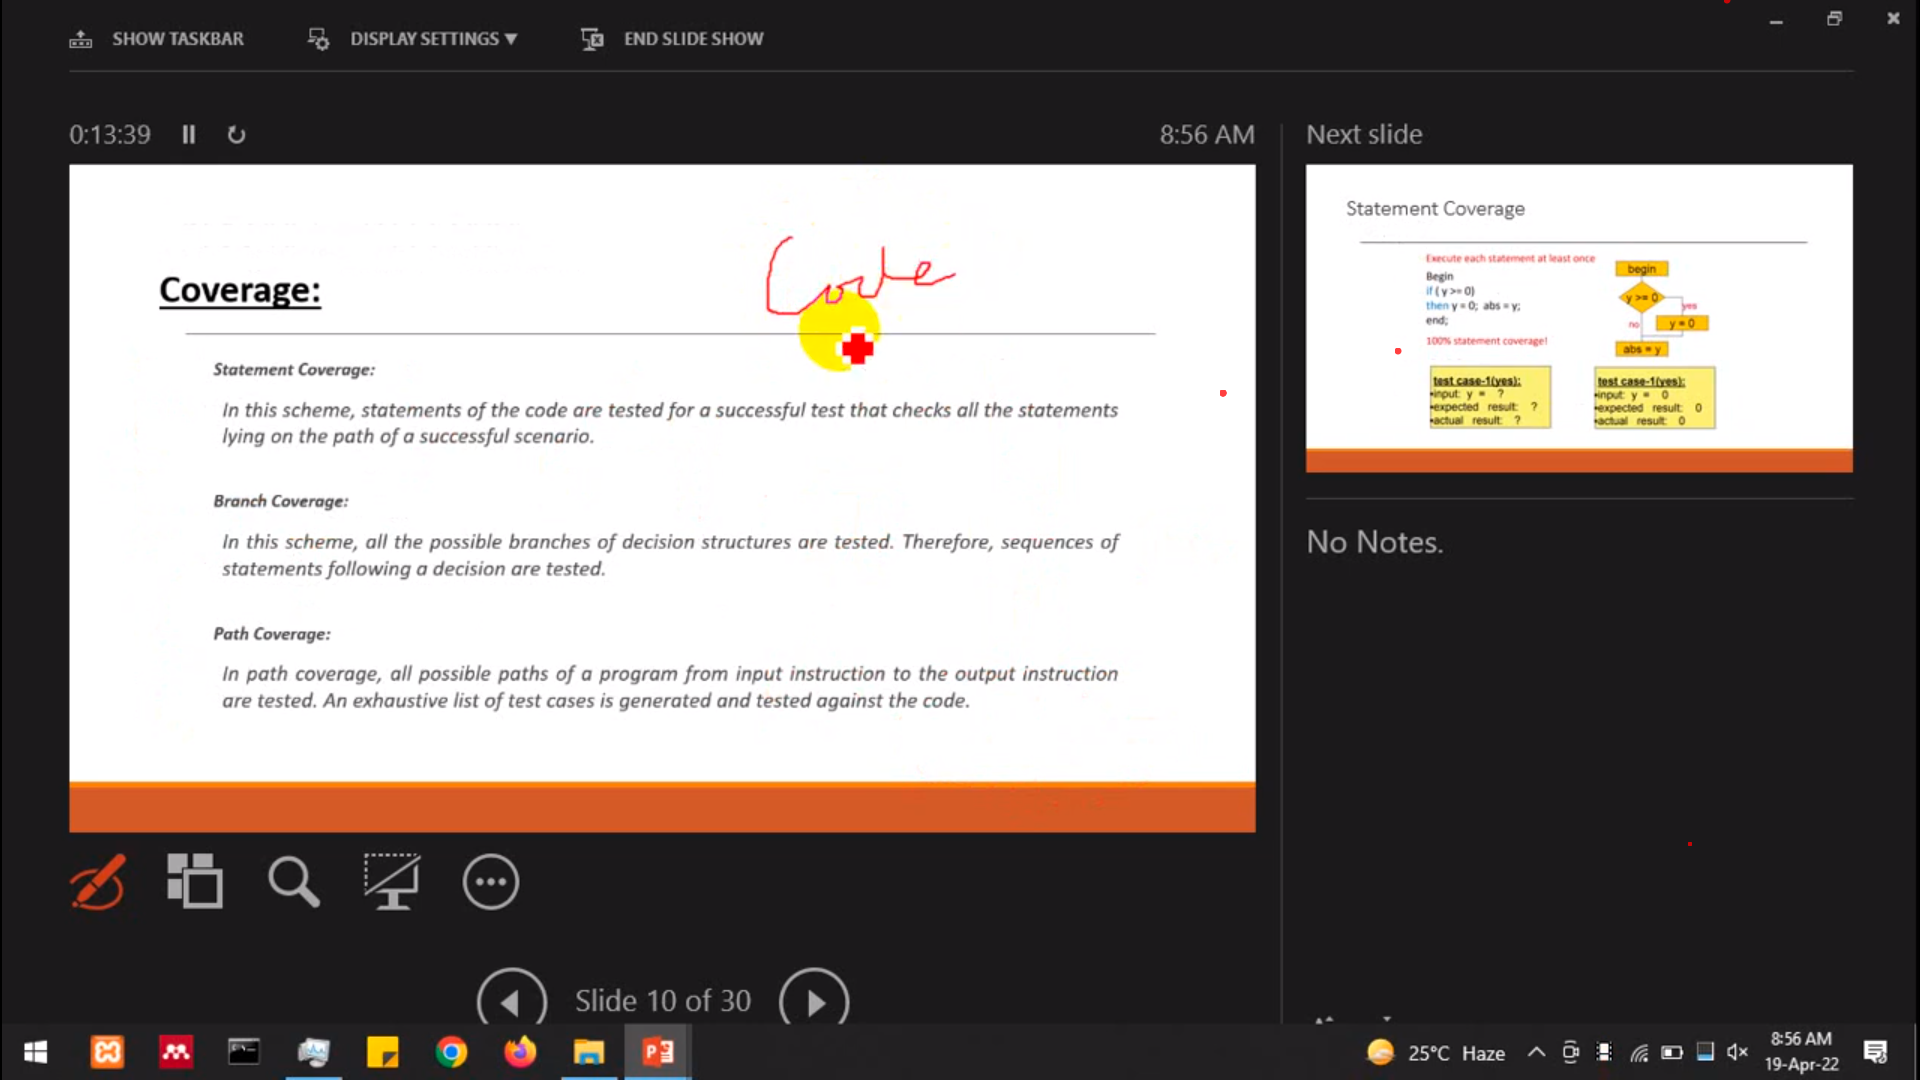 SHOW TASKBAR DISPLAY SETTINGS ▼ END SLIDE SHOW
0:13:39 8:56 AM
Coverage:
Code
Statement Coverage:
In this scheme, statements of the code are tested for a successful test that checks all the statements
lying on the path of a successful scenario.
Branch Coverage:
In this scheme, all the possible branches of decision structures are tested. Therefore, sequences of
statements following a decision are tested.
Path Coverage:
In path coverage, all possible paths of a program from input instruction to the output instruction
are tested. An exhaustive list of test cases is generated and tested against the code.
Slide 10 of 30
Next slide
Statement Coverage
Execute each statement at least once
Begin
if ( y >= 0)
then y = 0; abs = y;
end;
100% statement coverage!
begin
y >= 0
yes
no
y = 0
abs = y
test case-1(yes):
•input: y = ?
•expected result: ?
•actual result: ?
test case-1(yes):
•input: y = 0
•expected result: 0
•actual result: 0
No Notes.
25°C Haze
8:56 AM
19-Apr-22